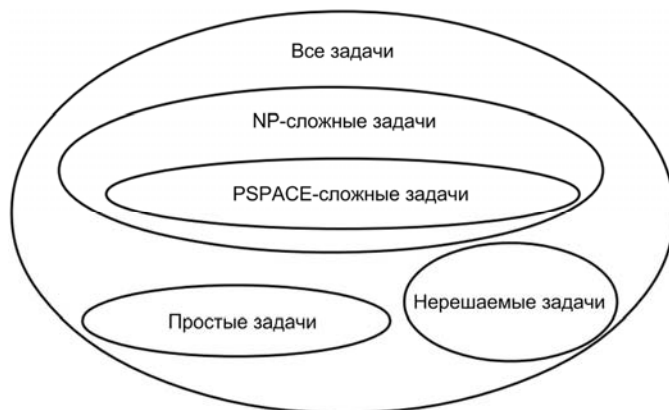 Все задачи
NP-сложные задачи
PSPACE-сложные задачи
Нерешаемые задачи
Простые задачи